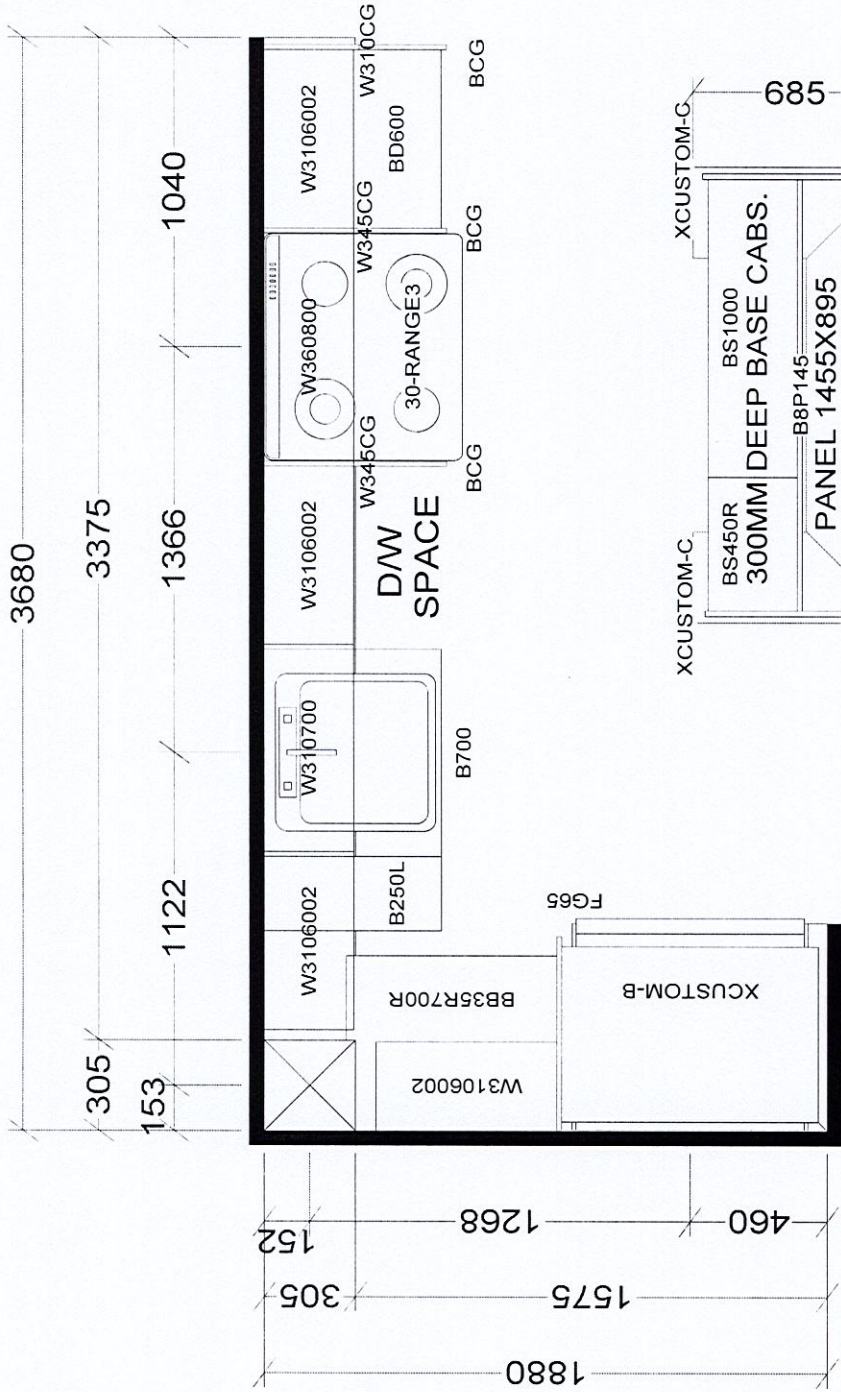 3680
305
3375
153
1122
1366
1040
W3106002
W310700
W3106002
W360800
W3106002
W310CG
W345CG
W345CG
B250L
D/W
SPACE
30-RANGE3
BD600
B700
BCG
BCG
BCG
BB35R700R
W3106002
FG65
XCUSTOM-B
152
1268
460
305
1575
1880
XCUSTOM-C
XCUSTOM-C
685
BS450R
BS1000
300MM DEEP BASE CABS.
B8P145
PANEL 1455X895